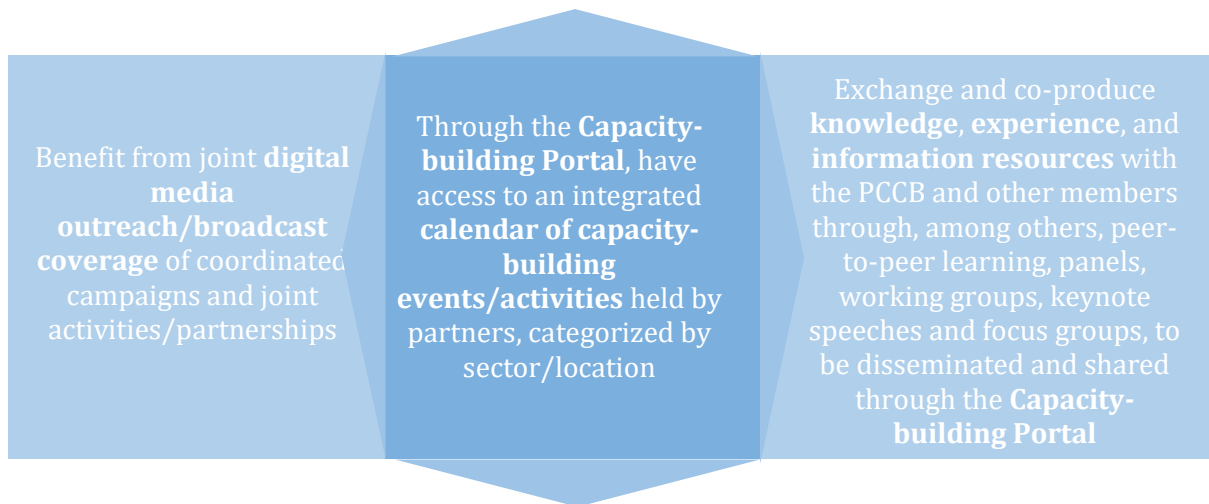 Benefit from joint digital
media
outreach/broadcast
coverage of coordinated
campaigns and joint
activities/partnerships
Through the Capacity-
building Portal, have
access to an integrated
calendar of capacity-
building
events/activities held by
partners, categorized by
sector/location
Exchange and co-produce
knowledge, experience, and
information resources with
the PCCB and other members
through, among others, peer-
to-peer learning, panels,
working groups, keynote
speeches and focus groups, to
be disseminated and shared
through the Capacity-
building Portal